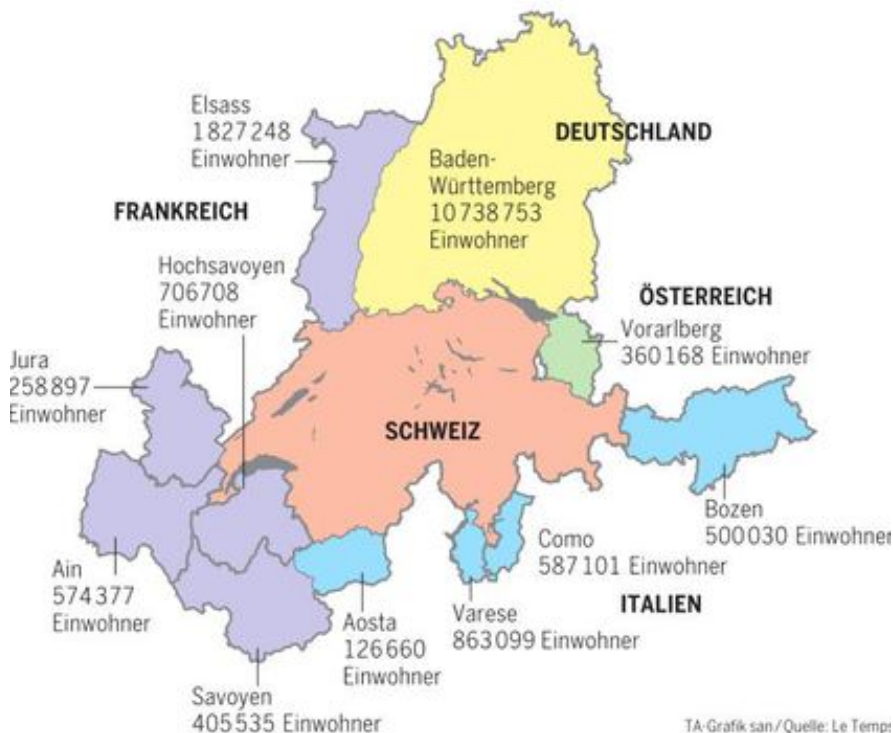 Elsass
1827248
Einwohner
DEUTSCHLAND
Baden-
Württemberg
10738753
Einwohner
FRANKREICH
Hochsavoyen
706708
Einwohner
ÖSTERREICH
Vorarlberg
360168 Einwohner
Jura
258897
Einwohner
SCHWEIZ
Bozen
500030 Einwohner
Como
587101 Einwohner
Ain
574377
Einwohner
ITALIEN
Varese
863099 Einwohner
Aosta
126660
Einwohner
Savoyen
405535 Einwohner
TA-Grafik san/Quelle: Le Temps